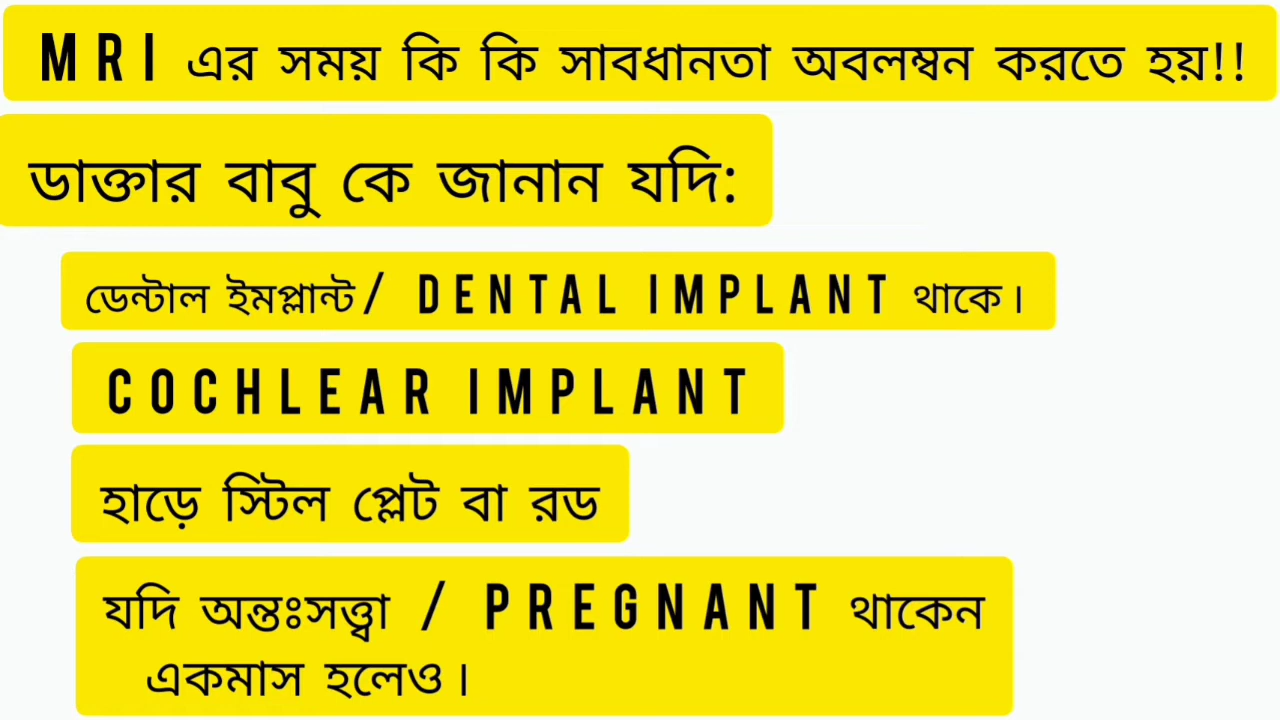 MRI এর সময় কি কি সাবধানতা অবলম্বন করতে হয়!!
ডাক্তার বাবু কে জানান যদি:
ডেন্টাল ইমপ্লান্ট/ DENTAL IMPLANT থাকে।
COCHLEAR IMPLANT
হাড়ে স্টিল প্লেট বা রড
যদি অন্তঃসত্ত্বা / PREGNANT থাকেন
একমাস হলেও।